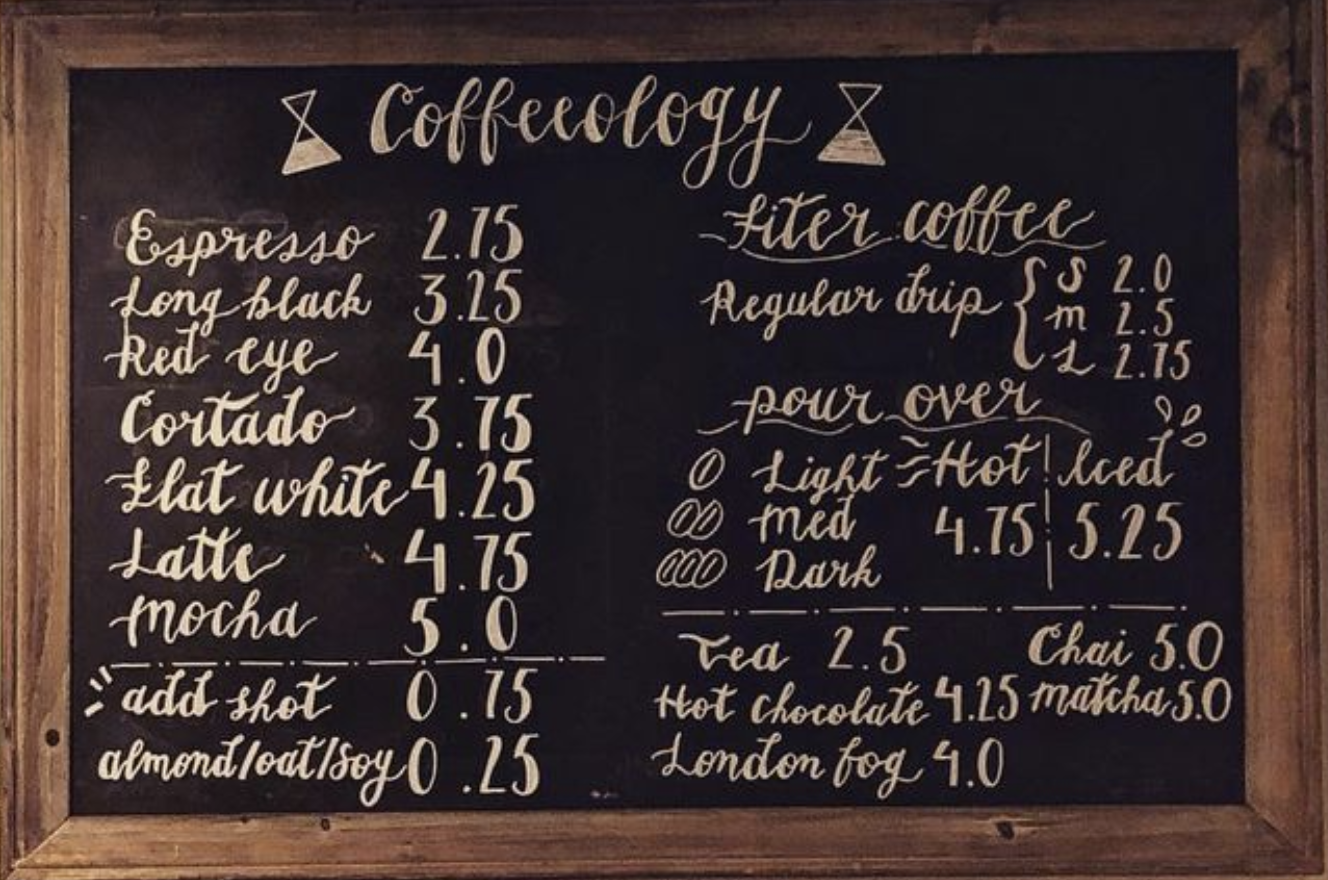 Coffeeology
Espresso 2.75
Long black 3.25
Red eye 4.0
Cortado 3.75
Flat white 4.25
Latte 4.75
Mocha 5.0
add shot 0.75
almond/oat/soy 0.25
Fiter coffee
Regular drip { S 2.0
m 2.5
L 2.75
pour over
Light Hot Iced
Med 4.75 5.25
Dark
Tea 2.5 Chai 5.0
Hot chocolate 4.25 matcha 5.0
London fog 4.0